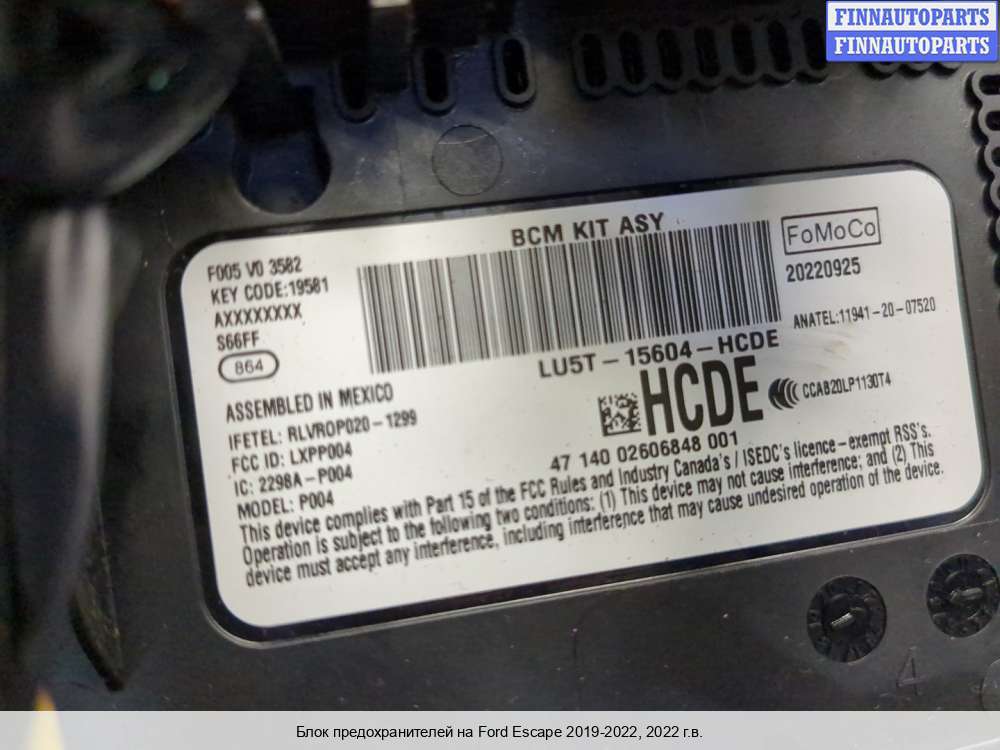 FINNAUTOPARTS
FINNAUTOPARTS
BCM KIT ASY
FoMoCo
20220925
F005 V0 3582
KEY CODE:19581
AXXXXXXXX
S66FF
864
ANATEL:11941-20-07520
LU5T-15604-HCDE
HCDE
CCAB20LP1130T4
47 140 02606848 001
ASSEMBLED IN MEXICO
IFETEL: RLVROP020-1299
FCC ID: LXPP004
IC: 2298A-P004
MODEL: P004
This device complies with Part 15 of the FCC Rules and Industry Canada's / ISEDC's licence-exempt RSS's.
Operation is subject to the following two conditions: (1) This device may not cause interference; and (2) This
device must accept any interference, including interference that may cause undesired operation of the device.
4
Блок предохранителей на Ford Escape 2019-2022, 2022 г.в.